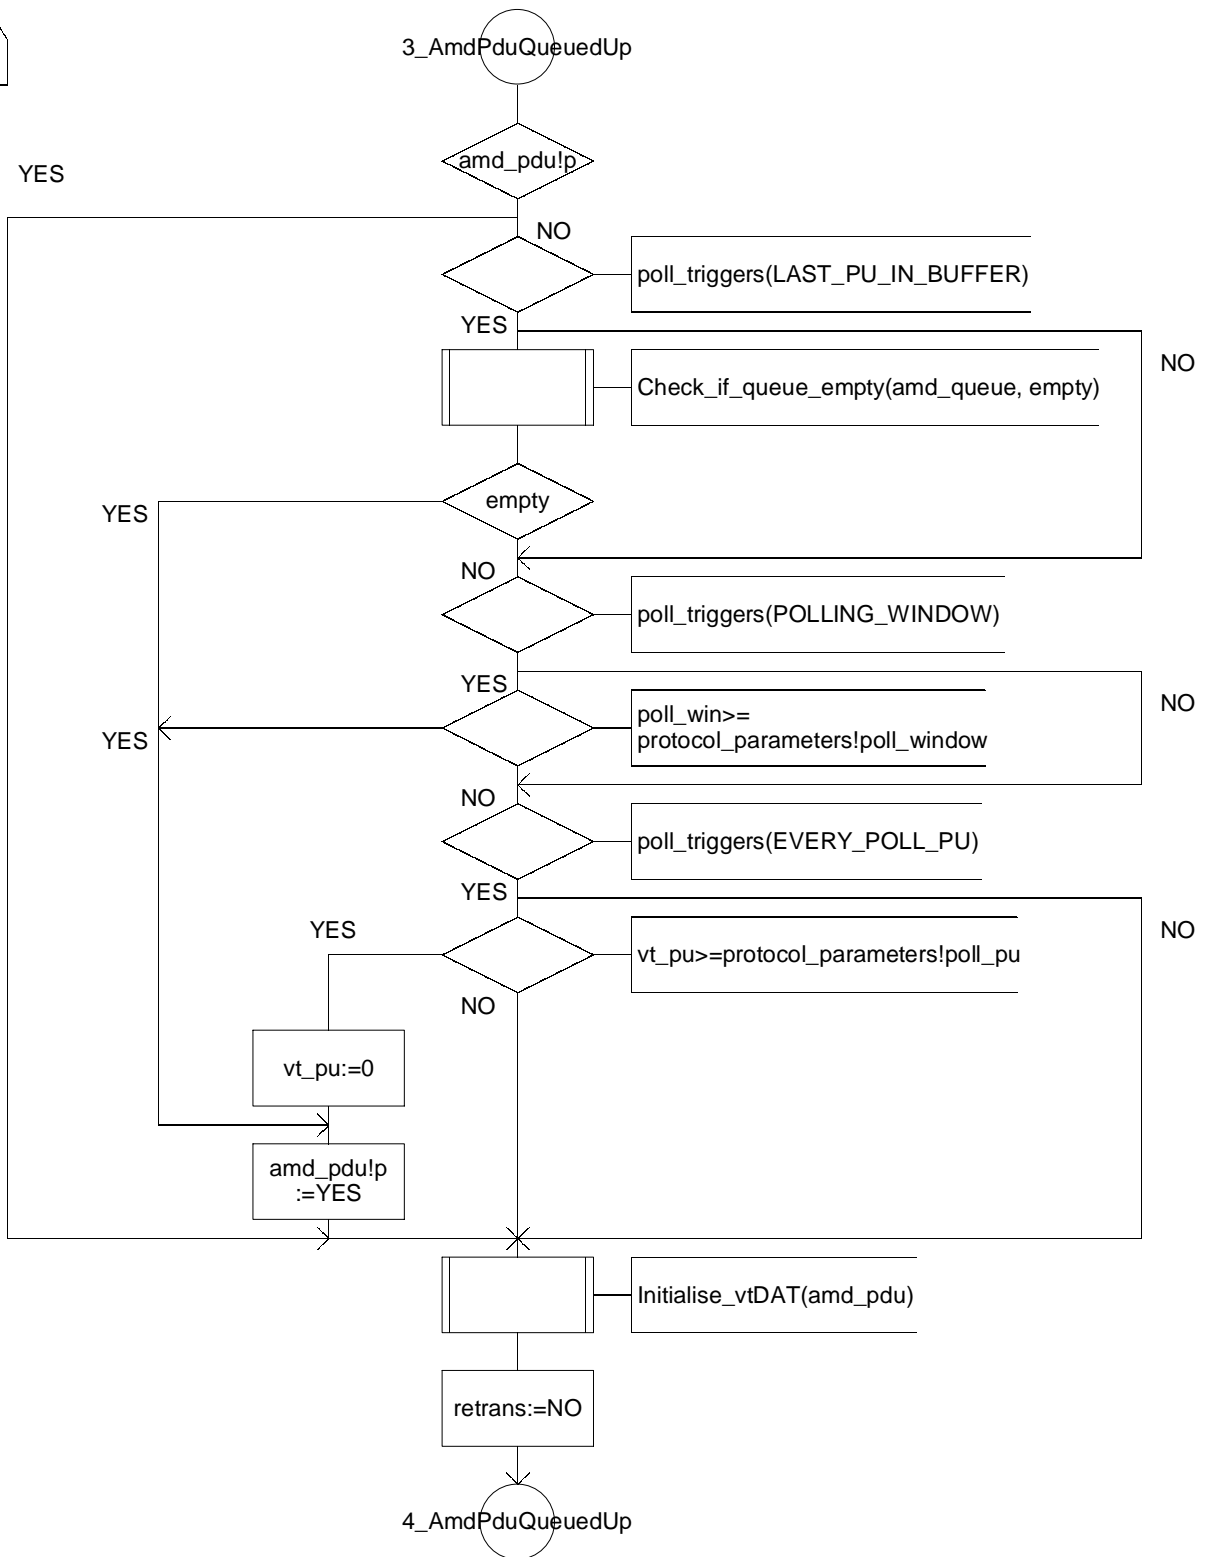 3_AmdPduQueuedUp
amd_pdu!p
YES
NO
poll_triggers(LAST_PU_IN_BUFFER)
YES
NO
Check_if_queue_empty(amd_queue, empty)
empty
YES
NO
poll_triggers(POLLING_WINDOW)
YES
NO
poll_win>=
protocol_parameters!poll_window
YES
NO
poll_triggers(EVERY_POLL_PU)
YES
NO
YES
vt_pu>=protocol_parameters!poll_pu
NO
vt_pu:=0
amd_pdu!p
:=YES
Initialise_vtDAT(amd_pdu)
retrans:=NO
4_AmdPduQueuedUp